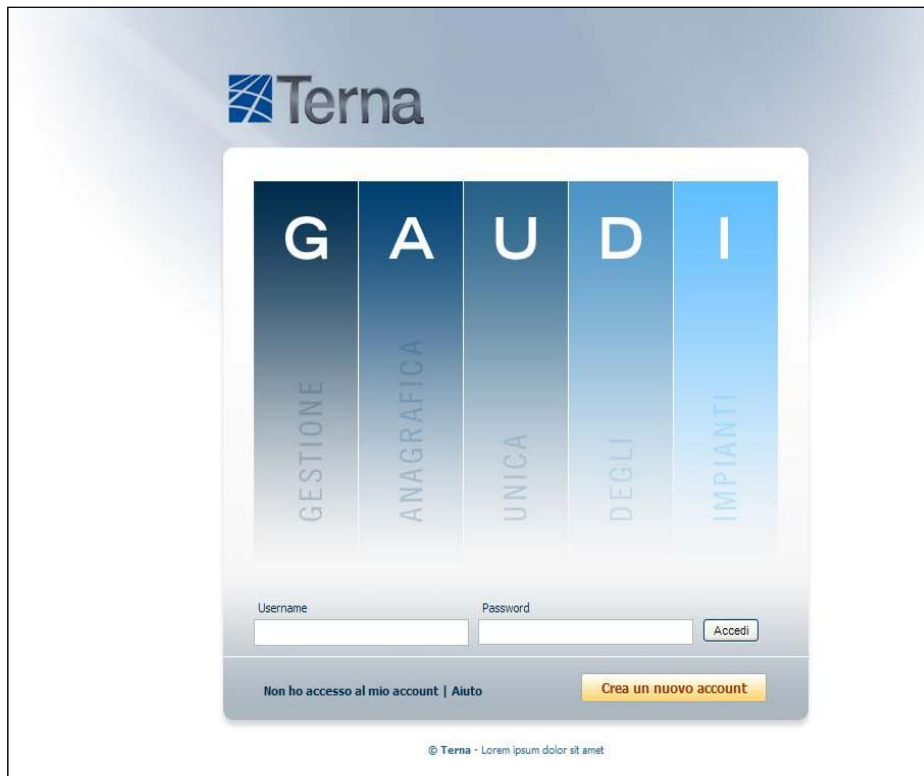 Terna
G A U D I
GESTIONE
ANAGRAFICA
UNICA
DEGLI
IMPIANTI
Username Password
Accedi
Non ho accesso al mio account | Aiuto
Crea un nuovo account
© Terna - Lorem ipsum dolor sit amet